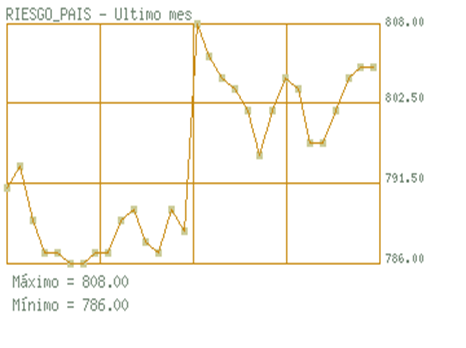 RIESGO_PAIS - Ultimo mes
808.00
802.50
791.50
786.00
Máximo = 808.00
Mínimo = 786.00